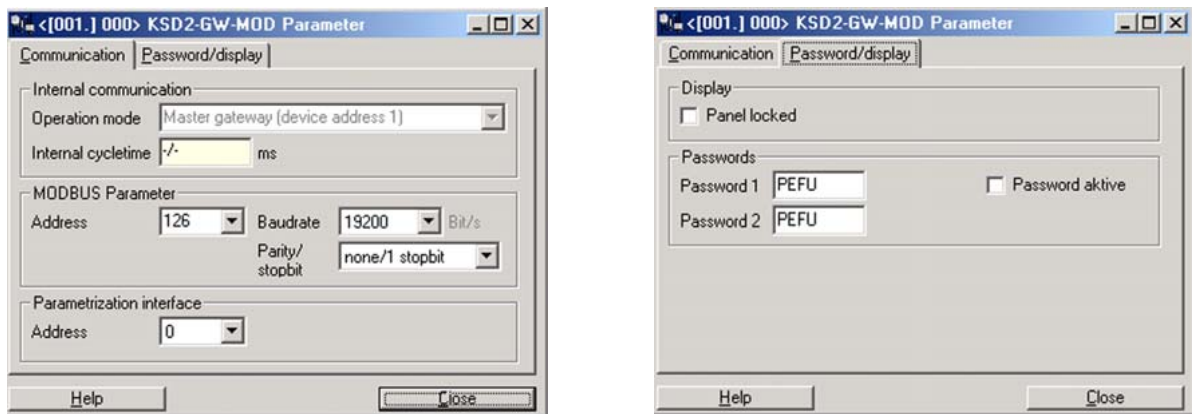 <[001.] 000> KSD2-GW-MOD Parameter
Communication Password/display
Internal communication
Operation mode Master gateway (device address 1)
Internal cycletime -/- ms
MODBUS Parameter
Address 126 Baudrate 19200 Bit/s
Parity/
stopbit none/1 stopbit
Parametrization interface
Address 0
Help Close
<[001.] 000> KSD2-GW-MOD Parameter
Communication Password/display
Display
Panel locked
Passwords
Password 1 PEFU Password aktive
Password 2 PEFU
Help Close